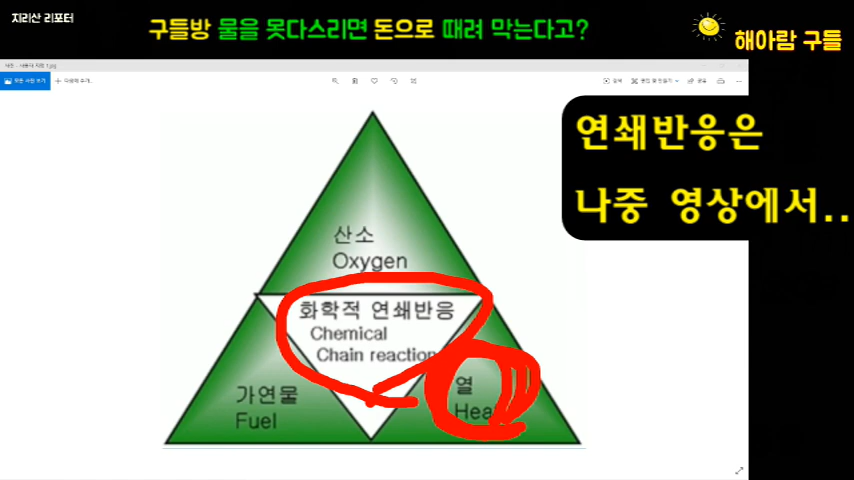 지리산 리포터
구들방 물을 못다스리면 돈으로 때려 막는다고?
해아람 구들
연쇄반응은
나중 영상에서..
산소
Oxygen
화학적 연쇄반응
Chemical
Chain reaction
가연물
Fuel
열
Heat